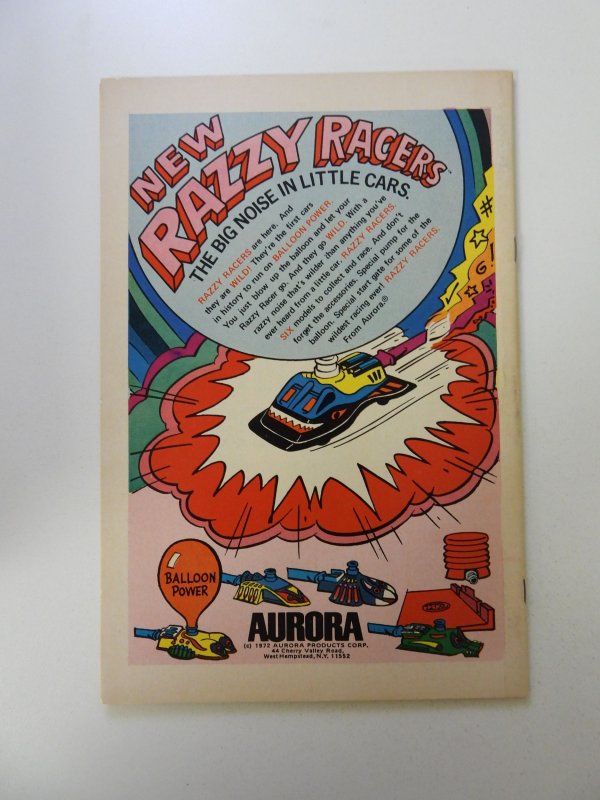 NEW
RAZZY RACERS™
THE BIG NOISE IN LITTLE CARS.
RAZZY RACERS are here. And
they are WILD! They're the first cars
in history to run on BALLOON POWER.
You just blow up the balloon and let your
Razzy Racer go. And they go WILD. With a
razzy noise that's wilder than anything you've
ever heard from a little car. RAZZY RACERS.
SIX models to collect and race. And don't
forget the accessories. Special pump for the
balloon. Special start gate for some of the
wildest racing ever! RAZZY RACERS.
From Aurora.®
BALLOON
POWER
AURORA
(c) 1972 AURORA PRODUCTS CORP.
44 Cherry Valley Road,
West Hempstead, N.Y. 11552